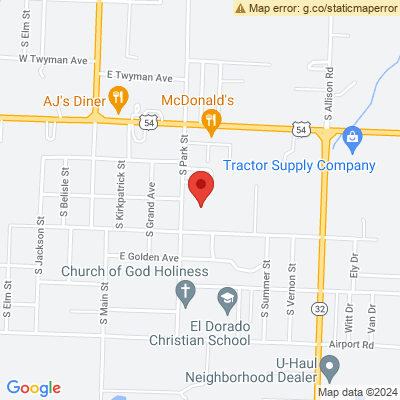 Map error: g.co/staticmaperror
S Elm St
W Twyman Ave
E Twyman Ave
S Allison Rd
AJ's Diner
McDonald's
54
54
S Park St
Tractor Supply Company
S Belisle St
S Kirkpatrick St
S Grand Ave
S Jackson St
E Golden Ave
Church of God Holiness
S Elm St
S Main St
S Summer St
S Vernon St
Ely Dr
El Dorado
Christian School
32
Witt Dr
Van Dr
Airport Rd
U-Haul
Neighborhood Dealer
Google
Map data ©2024